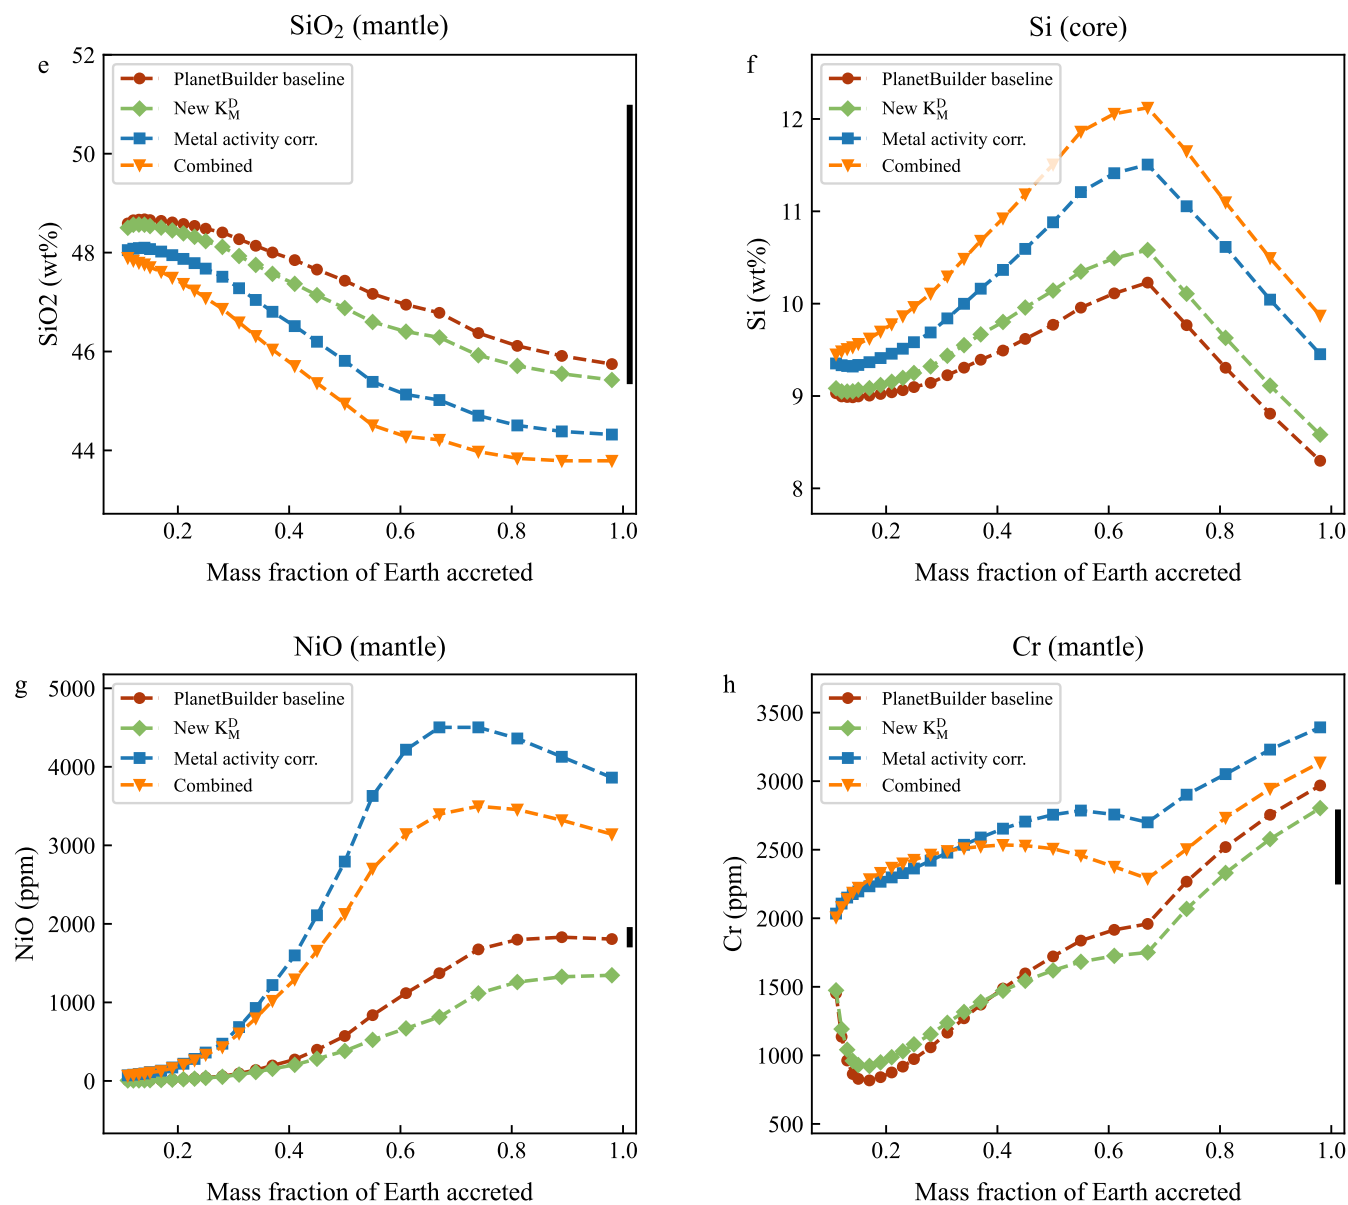 SiO₂ (mantle)
e
52
50
48
46
44
SiO2 (wt%)
PlanetBuilder baseline
New K_M^D
Metal activity corr.
Combined
0.2 0.4 0.6 0.8 1.0
Mass fraction of Earth accreted
Si (core)
f
12
11
10
9
8
Si (wt%)
PlanetBuilder baseline
New K_M^D
Metal activity corr.
Combined
0.2 0.4 0.6 0.8 1.0
Mass fraction of Earth accreted
NiO (mantle)
g
5000
4000
3000
2000
1000
0
NiO (ppm)
PlanetBuilder baseline
New K_M^D
Metal activity corr.
Combined
0.2 0.4 0.6 0.8 1.0
Mass fraction of Earth accreted
Cr (mantle)
h
3500
3000
2500
2000
1500
1000
500
Cr (ppm)
PlanetBuilder baseline
New K_M^D
Metal activity corr.
Combined
0.2 0.4 0.6 0.8 1.0
Mass fraction of Earth accreted